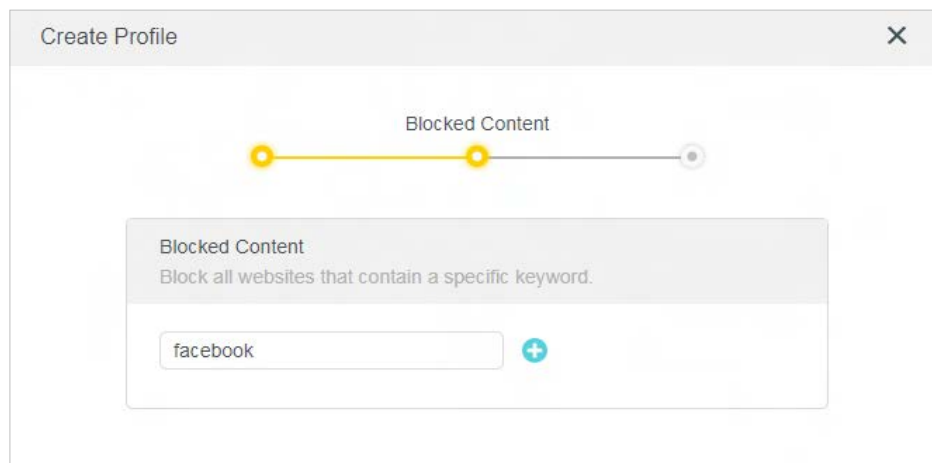 Create Profile
Blocked Content
Blocked Content
Block all websites that contain a specific keyword.
facebook